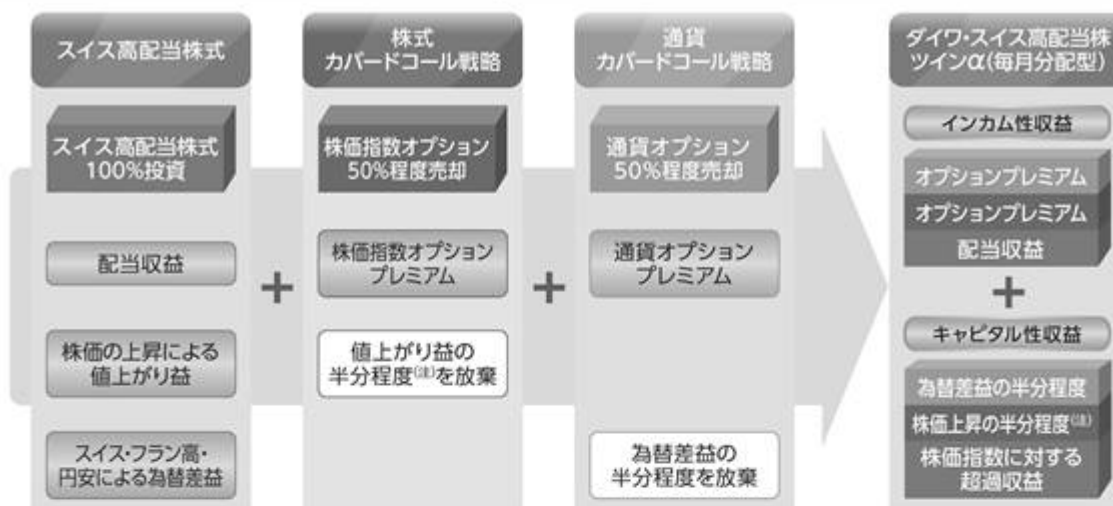 スイス高配当株式
スイス高配当株式
100%投資
配当収益
株価の上昇による
値上がり益
スイス・フラン高・
円安による為替差益
+
株式
カバードコール戦略
株価指数オプション
50%程度売却
株価指数オプション
プレミアム
値上がり益の
半分程度(注)を放棄
+
通貨
カバードコール戦略
通貨オプション
50%程度売却
通貨オプション
プレミアム
為替差益の
半分程度を放棄
ダイワ・スイス高配当株
ツインα(毎月分配型)
インカム性収益
オプションプレミアム
オプションプレミアム
配当収益
+
キャピタル性収益
為替差益の半分程度
株価上昇の半分程度(注)
株価指数に対する
超過収益